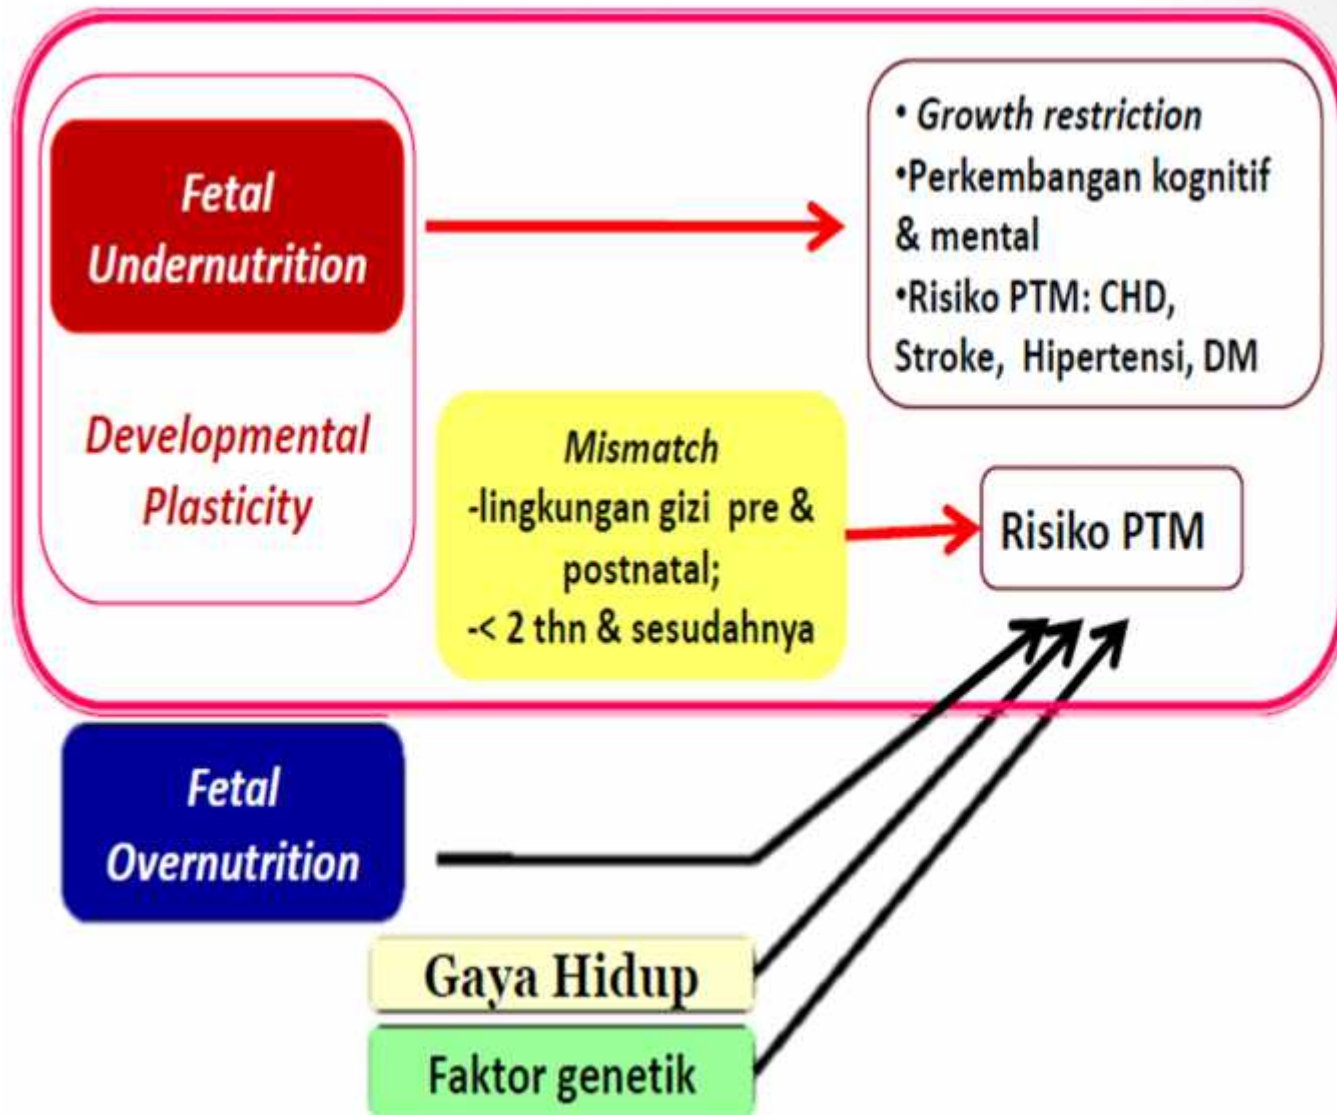 Fetal
Undernutrition
Developmental
Plasticity
• Growth restriction
•Perkembangan kognitif
& mental
•Risiko PTM: CHD,
Stroke, Hipertensi, DM
Mismatch
-lingkungan gizi pre &
postnatal;
-< 2 thn & sesudahnya
Risiko PTM
Fetal
Overnutrition
Gaya Hidup
Faktor genetik